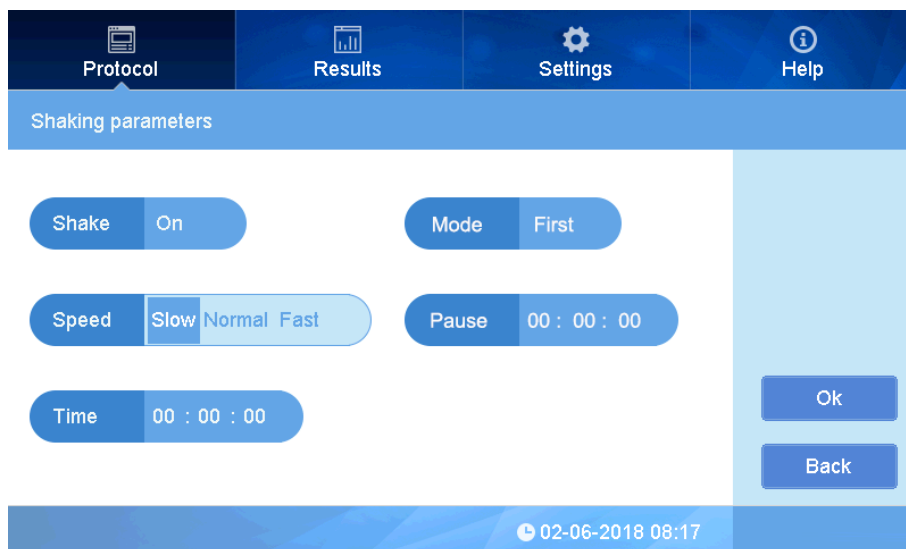 Protocol Results Settings Help
Shaking parameters
Shake On Mode First
Speed Slow Normal Fast Pause 00 : 00 : 00
Time 00 : 00 : 00
Ok
Back
02-06-2018 08:17